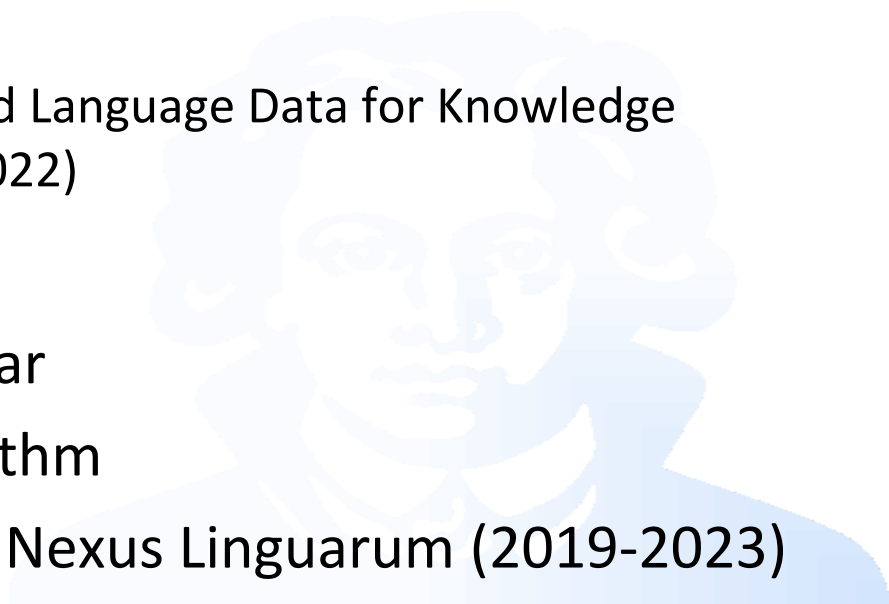 d Language Data for Knowledge
022)
ar
thm
Nexus Linguarum (2019-2023)